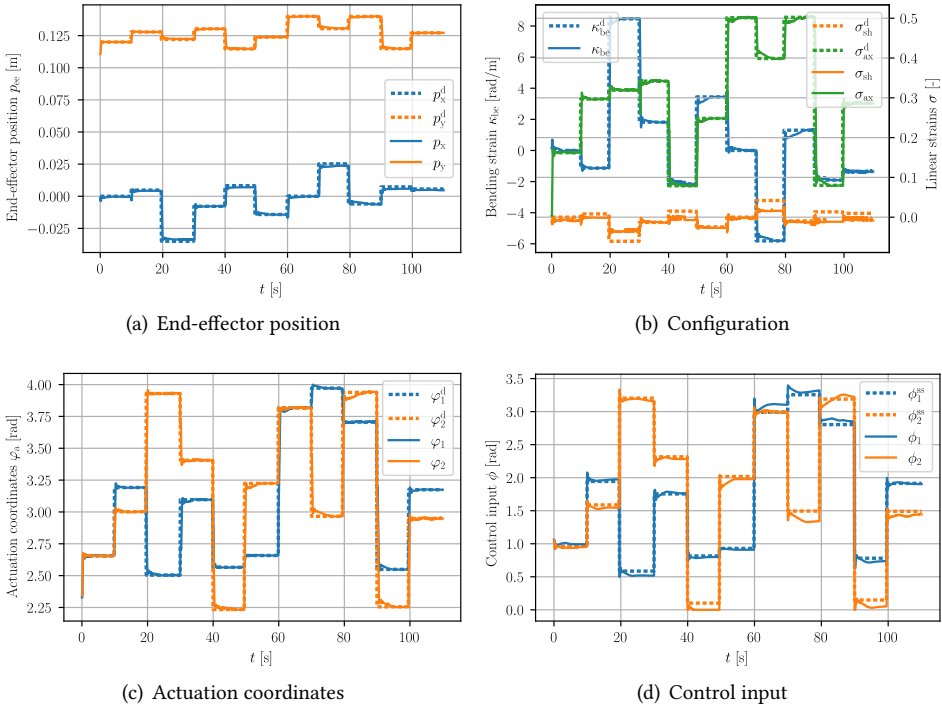 End-effector position p_ee [m]
0.125
0.100
0.075
0.050
0.025
0.000
−0.025
p_x^d
p_y^d
p_x
p_y
0 20 40 60 80 100
t [s]
(a) End-effector position
Bending strain κ_be [rad/m]
8
6
4
2
0
−2
−4
−6
κ_be^d
κ_be
σ_sh^d
σ_ax^d
σ_sh
σ_ax
0.5
0.4
0.3
0.2
0.1
0.0
Linear strains σ [-]
0 20 40 60 80 100
t [s]
(b) Configuration
Actuation coordinates φ_a [rad]
4.00
3.75
3.50
3.25
3.00
2.75
2.50
2.25
φ_1^d
φ_2^d
φ_1
φ_2
0 20 40 60 80 100
t [s]
(c) Actuation coordinates
Control input ϕ [rad]
3.5
3.0
2.5
2.0
1.5
1.0
0.5
0.0
ϕ_1^ss
ϕ_2^ss
ϕ_1
ϕ_2
0 20 40 60 80 100
t [s]
(d) Control input